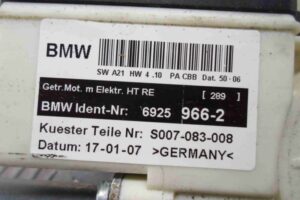 BMW
SW A21 HW 4.10 PA CBB Dat. 50-06
Getr.Mot. m Elektr. HT RE [ 289 ]
BMW Ident-Nr: 6925 966-2
Kuester Teile Nr: S007-083-008
Datum: 17-01-07 >GERMANY<